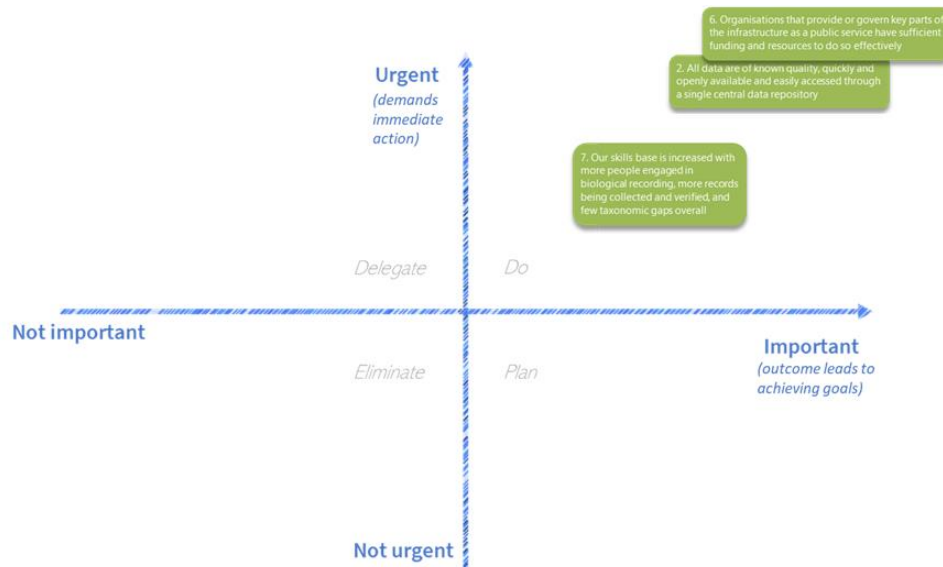 6. Organisations that provide or govern key parts of
the infrastructure as a public service have sufficient
funding and resources to do so effectively
Urgent
(demands
immediate
action)
2. All data are of known quality, quickly and
openly available and easily accessed through
a single central data repository
7. Our skills base is increased with
more people engaged in
biological recording, more records
being collected and verified, and
few taxonomic gaps overall
Delegate
Do
Not important
Important
(outcome leads to
achieving goals)
Eliminate
Plan
Not urgent